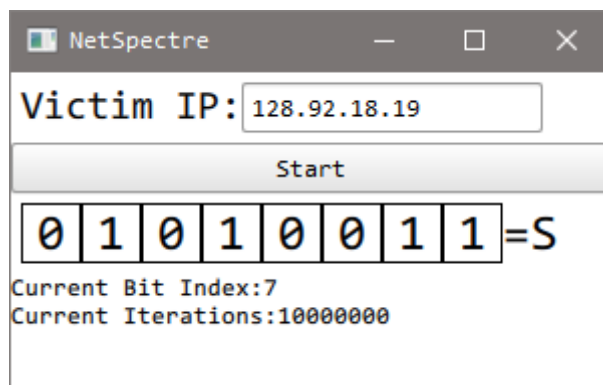 NetSpectre
Victim IP: 128.92.18.19
Start
0 1 0 1 0 0 1 1 =S
Current Bit Index:7
Current Iterations:10000000